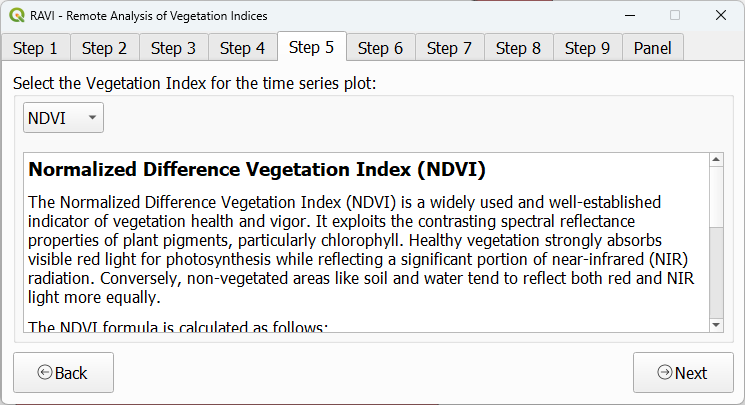 RAVI - Remote Analysis of Vegetation Indices
Step 1 Step 2 Step 3 Step 4 Step 5 Step 6 Step 7 Step 8 Step 9 Panel
Select the Vegetation Index for the time series plot:
NDVI
Normalized Difference Vegetation Index (NDVI)
The Normalized Difference Vegetation Index (NDVI) is a widely used and well-established
indicator of vegetation health and vigor. It exploits the contrasting spectral reflectance
properties of plant pigments, particularly chlorophyll. Healthy vegetation strongly absorbs
visible red light for photosynthesis while reflecting a significant portion of near-infrared (NIR)
radiation. Conversely, non-vegetated areas like soil and water tend to reflect both red and NIR
light more equally.
The NDVI formula is calculated as follows:
Back Next